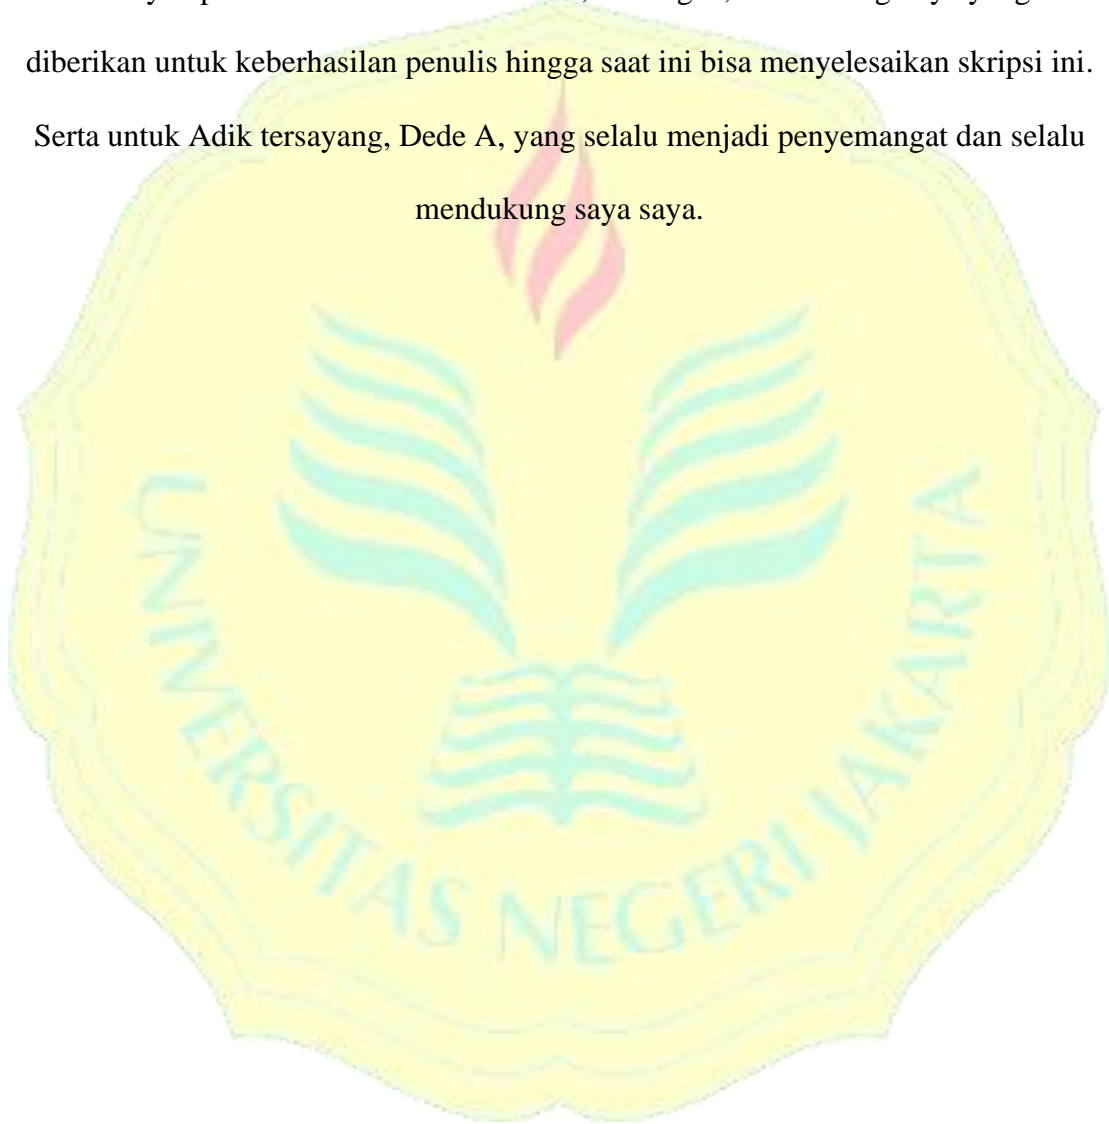 diberikan untuk keberhasilan penulis hingga saat ini bisa menyelesaikan skripsi ini.
Serta untuk Adik tersayang, Dede A, yang selalu menjadi penyemangat dan selalu
mendukung saya saya.
UNIVERSITAS NEGERI JAKARTA